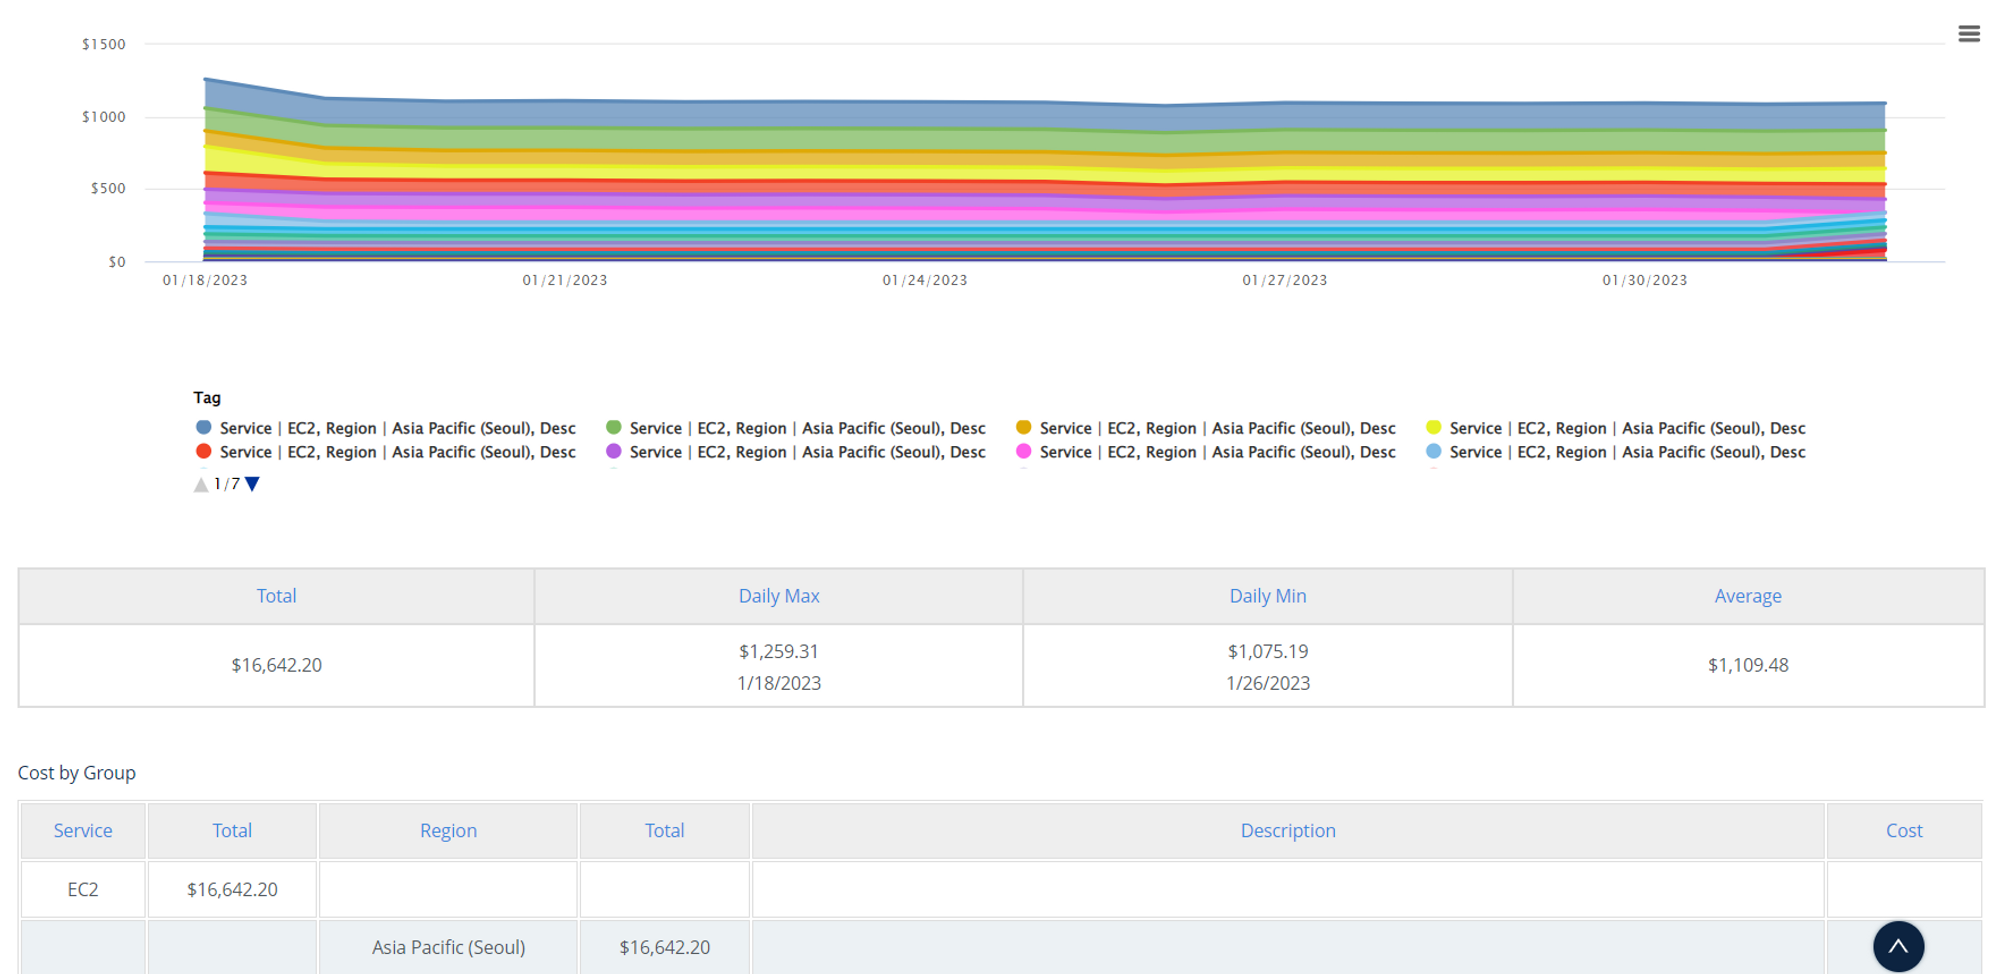 $1500
$1000
$500
$0
01/18/2023 01/21/2023 01/24/2023 01/27/2023 01/30/2023
Tag
Service | EC2, Region | Asia Pacific (Seoul), Desc Service | EC2, Region | Asia Pacific (Seoul), Desc Service | EC2, Region | Asia Pacific (Seoul), Desc Service | EC2, Region | Asia Pacific (Seoul), Desc
Service | EC2, Region | Asia Pacific (Seoul), Desc Service | EC2, Region | Asia Pacific (Seoul), Desc Service | EC2, Region | Asia Pacific (Seoul), Desc Service | EC2, Region | Asia Pacific (Seoul), Desc
1/7
Total Daily Max Daily Min Average
$16,642.20 $1,259.31 $1,075.19 $1,109.48
1/18/2023 1/26/2023
Cost by Group
Service Total Region Total Description Cost
EC2 $16,642.20
Asia Pacific (Seoul) $16,642.20